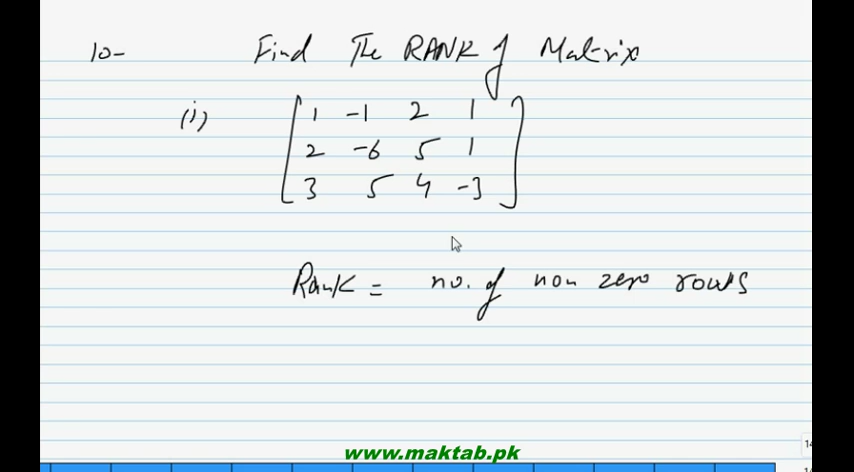 10- Find The RANK of Matrix
(i) [ 1 -1 2 1
2 -6 5 1
3 5 4 -3 ]
Rank = no. of non zero rows
www.maktab.pk
14